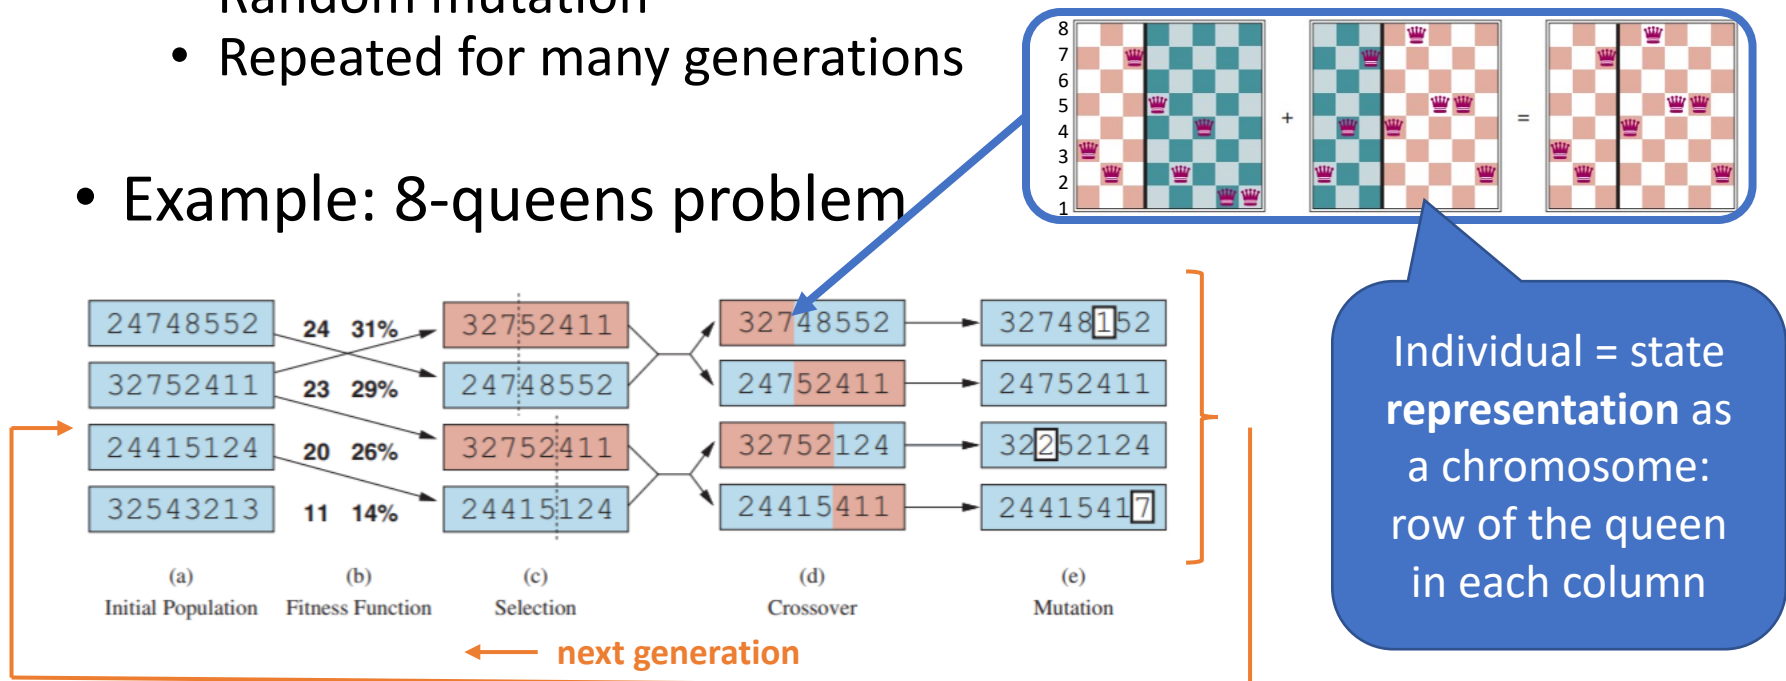 Random mutation
• Repeated for many generations
• Example: 8-queens problem
8
7
6
5
4
3
2
1
+
=
24748552
32752411
24415124
32543213
24 31%
23 29%
20 26%
11 14%
32752411
24748552
32752411
24415124
32748552
24752411
32752124
24415411
32748152
24752411
32252124
24415417
(a)
Initial Population
(b)
Fitness Function
(c)
Selection
(d)
Crossover
(e)
Mutation
next generation
Individual = state
representation as
a chromosome:
row of the queen
in each column